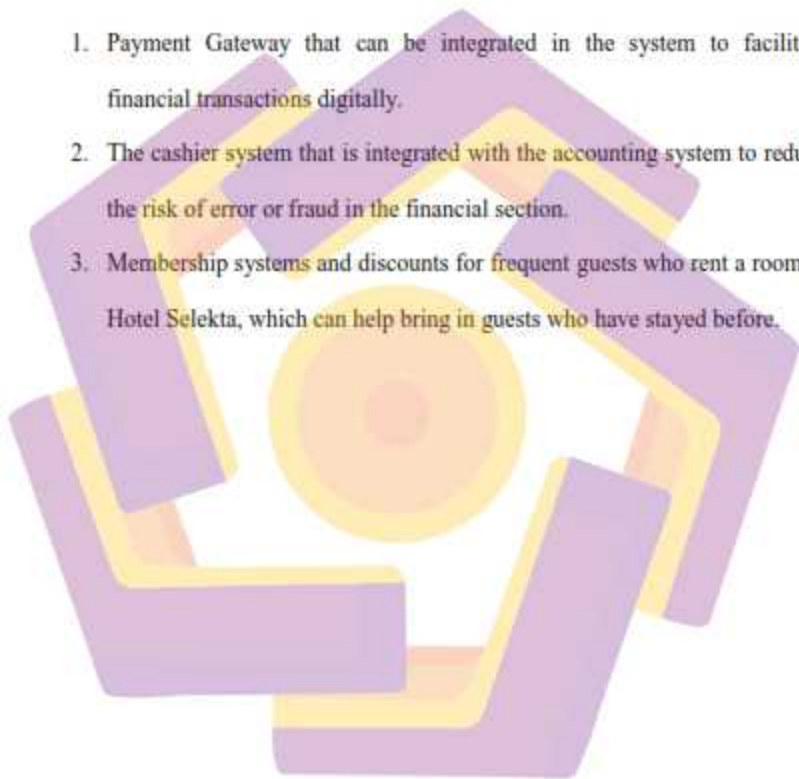 1. Payment Gateway that can be integrated in the system to facilit
financial transactions digitally.
2. The cashier system that is integrated with the accounting system to redu
the risk of error or fraud in the financial section.
3. Membership systems and discounts for frequent guests who rent a room
Hotel Selekta, which can help bring in guests who have stayed before.